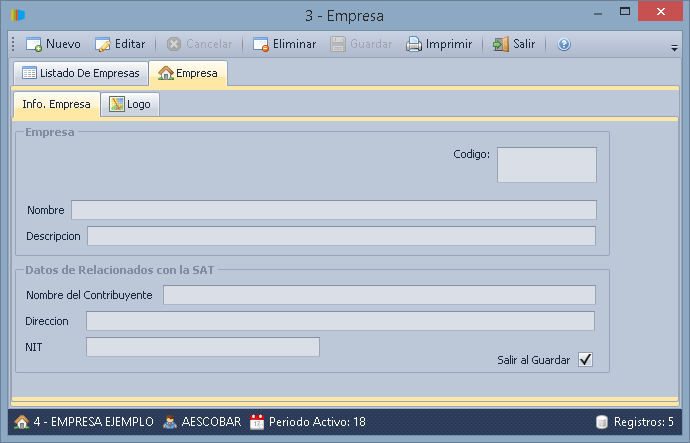 3 - Empresa
Nuevo Editar Cancelar Eliminar Guardar Imprimir Salir
Listado De Empresas Empresa
Info. Empresa Logo
Empresa
Codigo:
Nombre
Descripcion
Datos de Relacionados con la SAT
Nombre del Contribuyente
Direccion
NIT
Salir al Guardar
4 - EMPRESA EJEMPLO AESCOBAR Periodo Activo: 18 Registros: 5